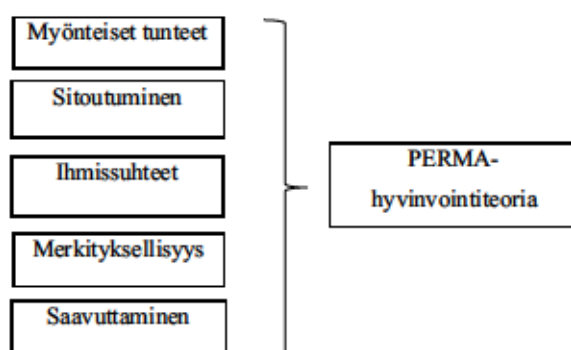 Myönteiset tunteet
Sitoutuminen
Ihmissuhteet
Merkityksellisyys
Saavuttaminen
PERMA-
hyvinvointiteoria